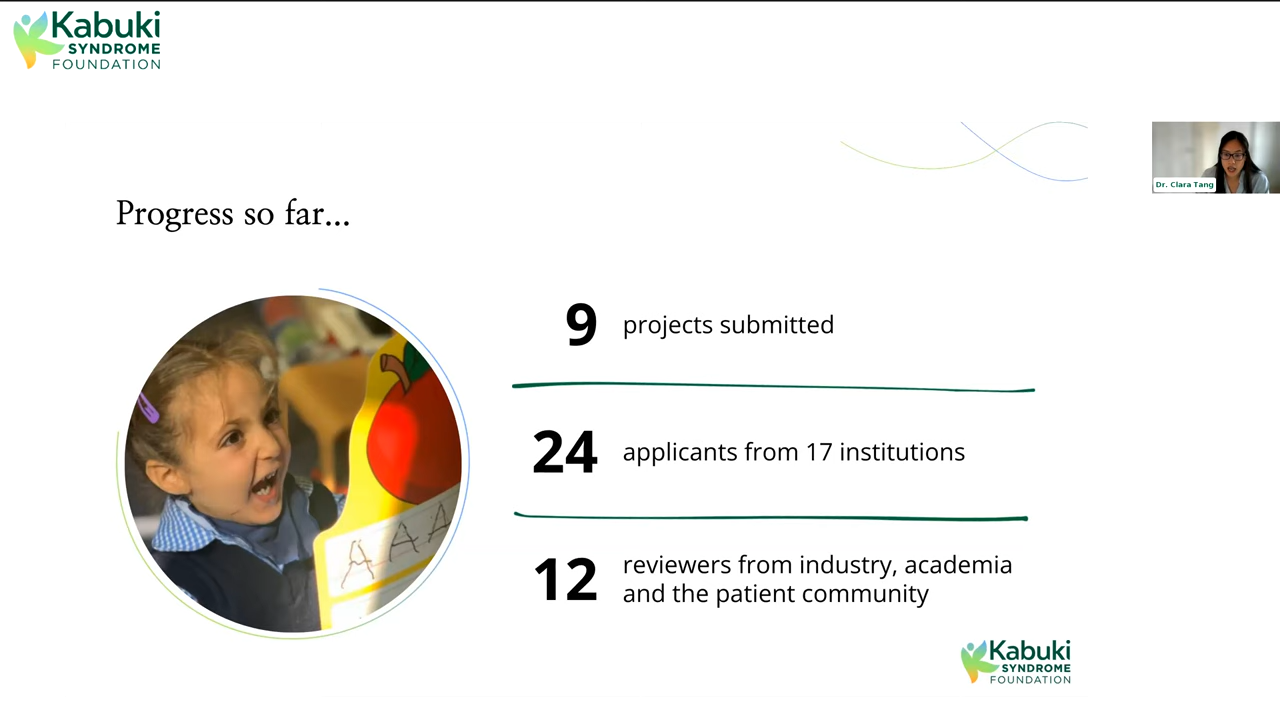 Kabuki
SYNDROME
FOUNDATION
Dr. Clara Tang
Progress so far...
9 projects submitted
24 applicants from 17 institutions
12 reviewers from industry, academia
and the patient community
A A A
Kabuki
SYNDROME
FOUNDATION